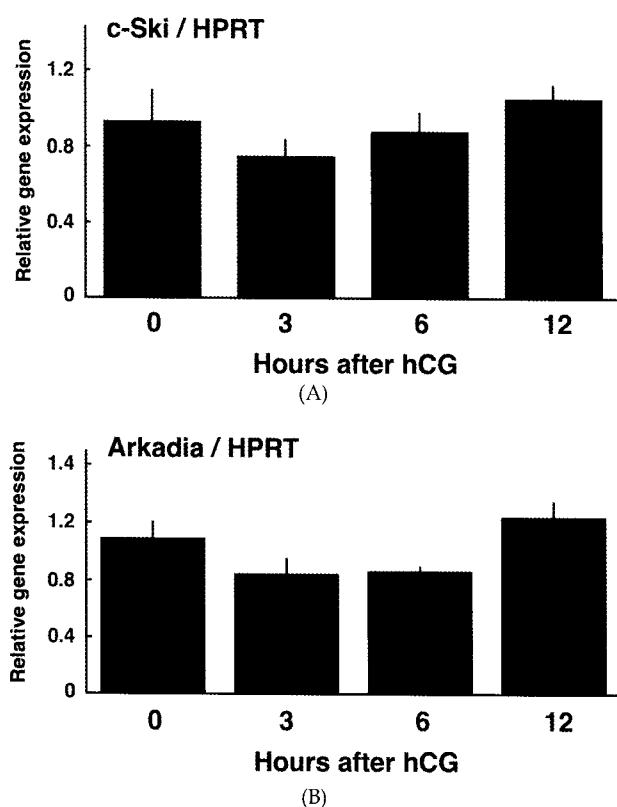 c-Ski / HPRT
Relative gene expression
1.2
0.8
0.4
0
0 3 6 12
Hours after hCG
(A)
Arkadia / HPRT
Relative gene expression
1.4
1.2
0.8
0.4
0
0 3 6 12
Hours after hCG
(B)